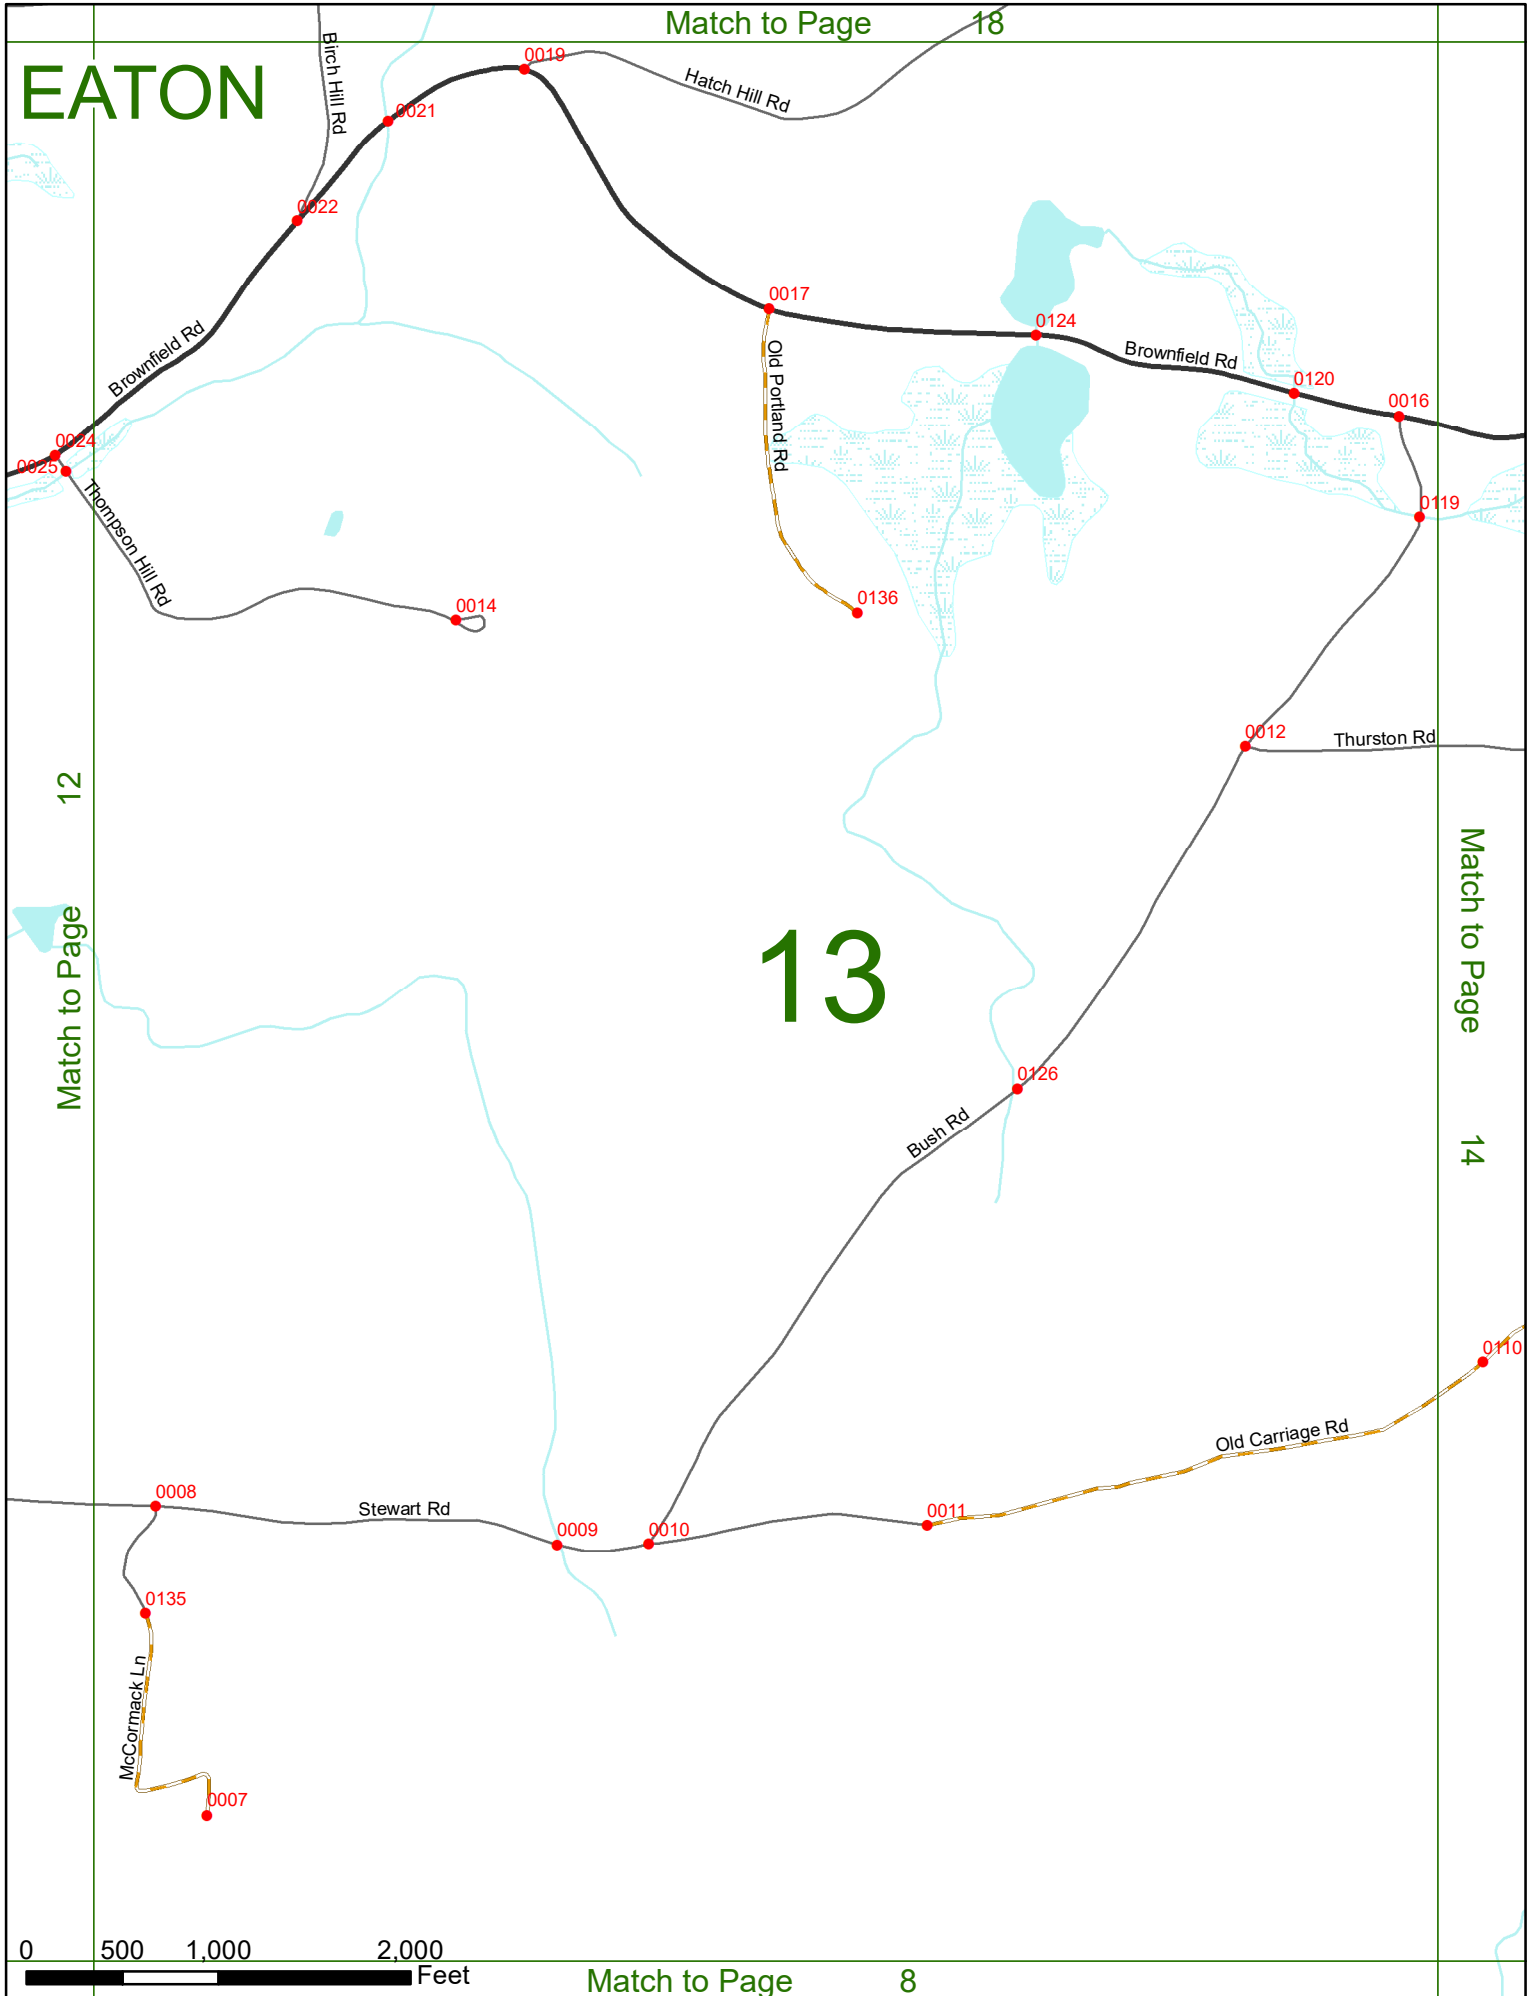 Match to Page 18
EATON
Birch Hill Rd
0019
Hatch Hill Rd
0021
0022
0017
0124
Brownfield Rd
Brownfield Rd
Old Portland Rd
0120
0016
0024
0025
Thompson Hill Rd
0119
0014
0136
0012
Thurston Rd
Match to Page 12
Match to Page 14
13
0126
Bush Rd
0110
Old Carriage Rd
0008
Stewart Rd
0009
0010
0011
0135
McCormack Ln
0007
0 500 1,000 2,000
Feet
Match to Page 8